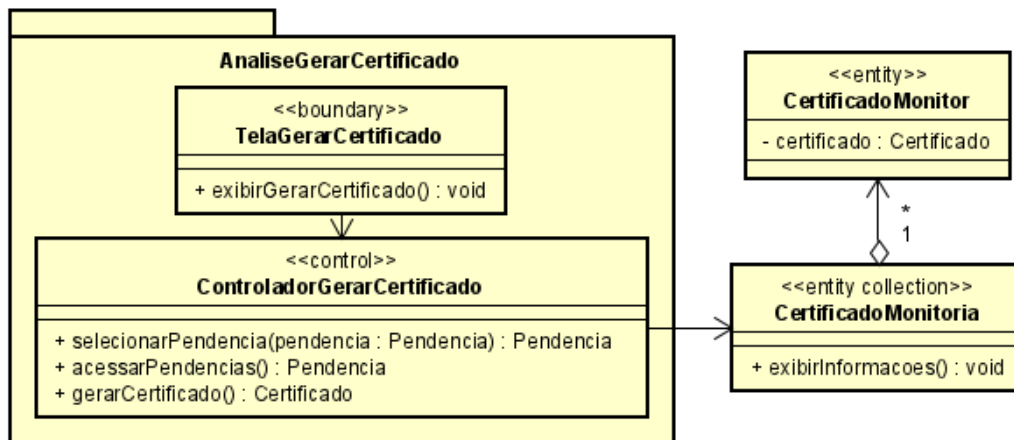 AnaliseGerarCertificado
<<boundary>>
TelaGerarCertificado
+ exibirGerarCertificado() : void
<<control>>
ControladorGerarCertificado
+ selecionarPendencia(pendencia : Pendencia) : Pendencia
+ acessarPendencias() : Pendencia
+ gerarCertificado() : Certificado
<<entity>>
CertificadoMonitor
- certificado : Certificado
*
1
<<entity collection>>
CertificadoMonitoria
+ exibirInformacoes() : void